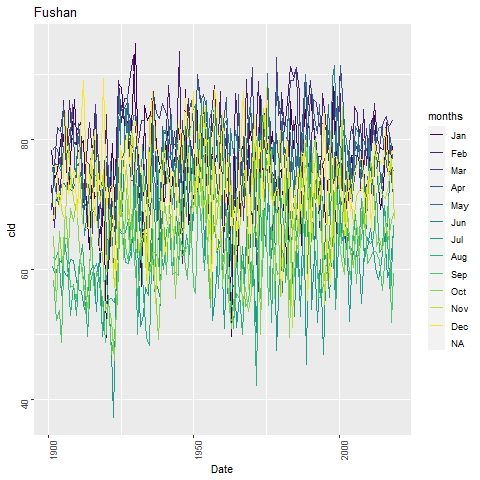 Fushan
80
60
40
cld
1900
1950
2000
Date
months
Jan
Feb
Mar
Apr
May
Jun
Jul
Aug
Sep
Oct
Nov
Dec
NA